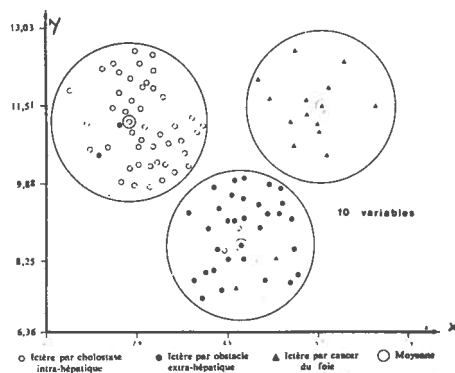 y
13,03
11,51
9,88
10 variables
8,25
6,36
x
Ictère par cholostase
intra-hépatique
Ictère par obstacle
extra-hépatique
Ictère par cancer
du foie
Moyenne